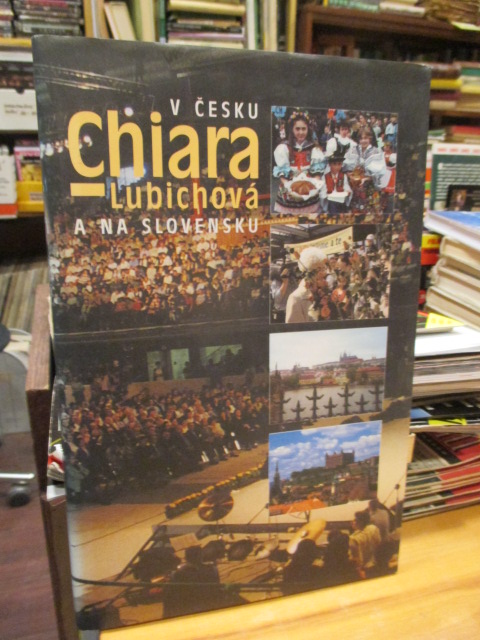 V ČESKU
Chiara
Lubichová
A NA SLOVENSKU